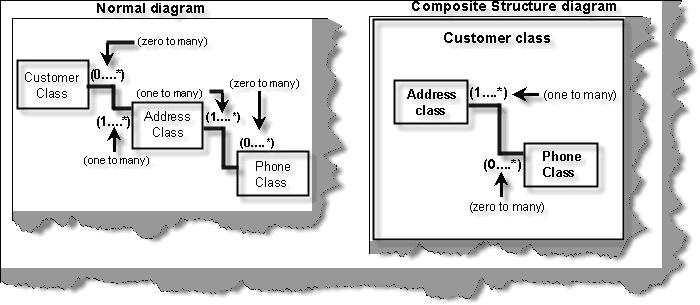 Normal diagram
(zero to many)
Customer
Class
(0....*)
(one to many)
(zero to many)
(1....*)
Address
Class
(1....*)
(0....*)
(one to many)
Phone
Class
Composite Structure diagram
Customer class
Address
class
(1....*)
(one to many)
(0....*)
Phone
Class
(zero to many)